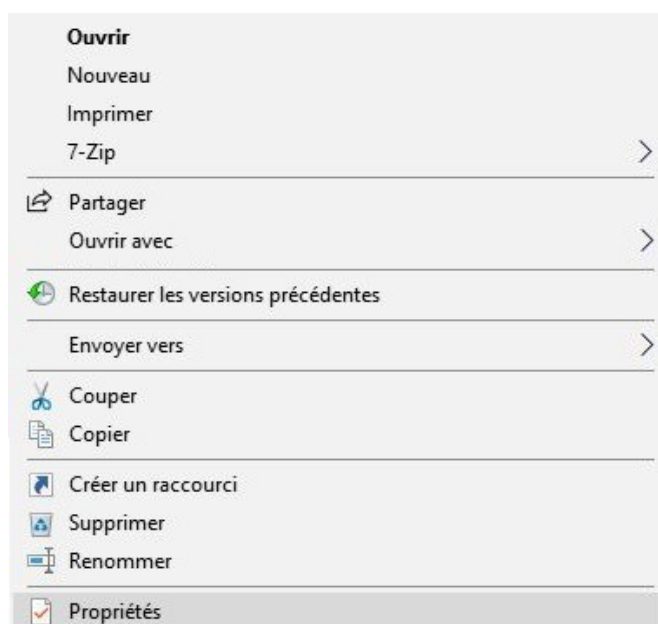 Ouvrir
Nouveau
Imprimer
7-Zip
Partager
Ouvrir avec
Restaurer les versions précédentes
Envoyer vers
Couper
Copier
Créer un raccourci
Supprimer
Renommer
Propriétés